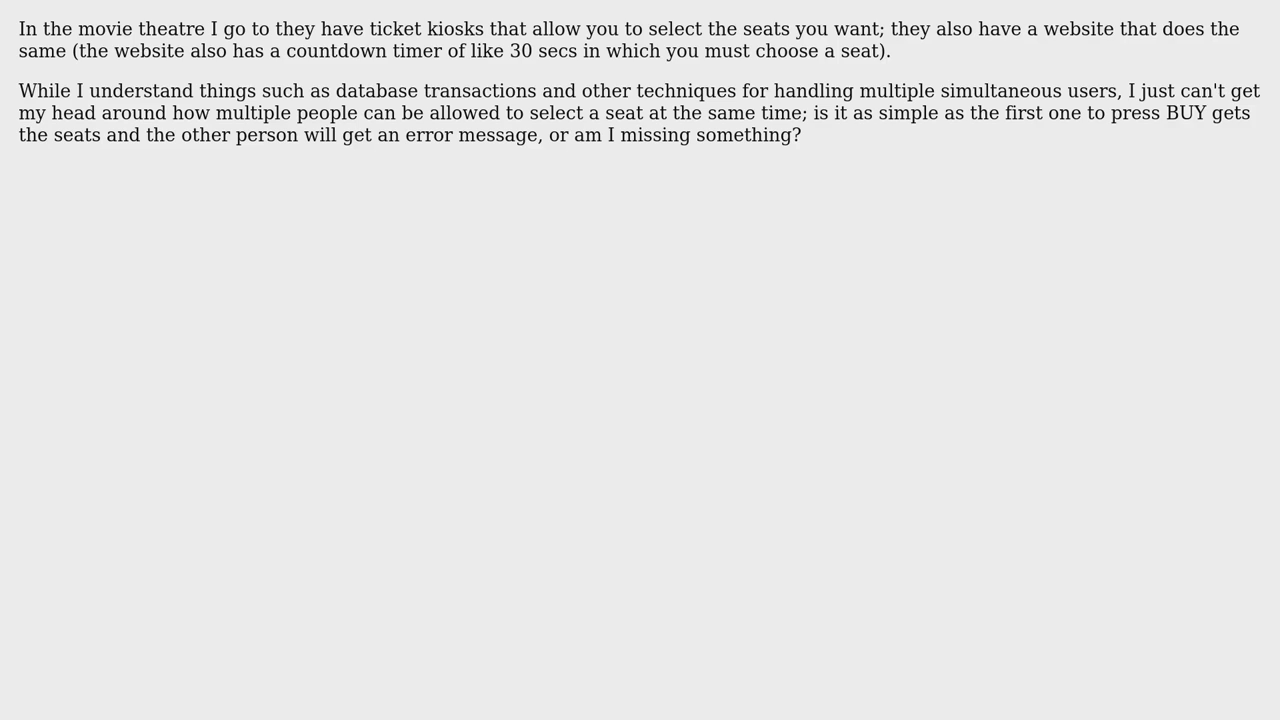 In the movie theatre I go to they have ticket kiosks that allow you to select the seats you want; they also have a website that does the
same (the website also has a countdown timer of like 30 secs in which you must choose a seat).
While I understand things such as database transactions and other techniques for handling multiple simultaneous users, I just can't get
my head around how multiple people can be allowed to select a seat at the same time; is it as simple as the first one to press BUY gets
the seats and the other person will get an error message, or am I missing something?